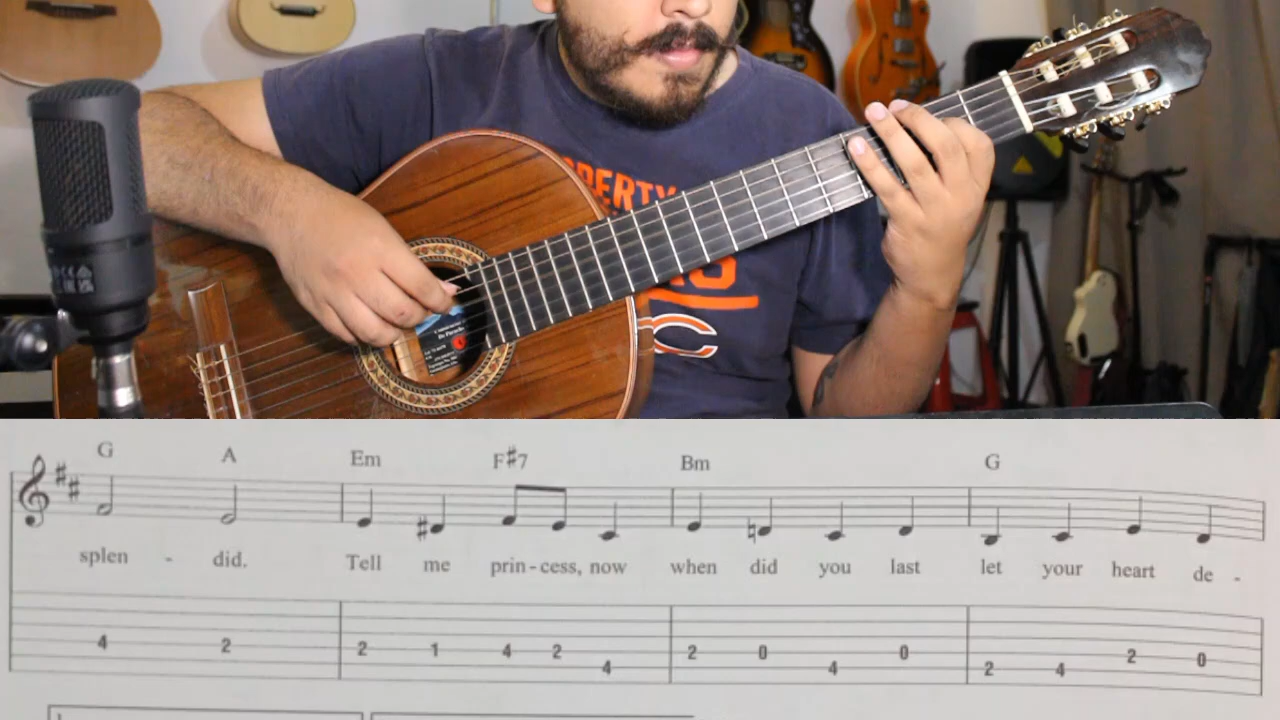 PERTY
C
G A Em F#7 Bm G
splen - did. Tell me prin - cess, now when did you last let your heart de -
4 2 2 1 4 2 4 2 0 4 0 2 4 2 0